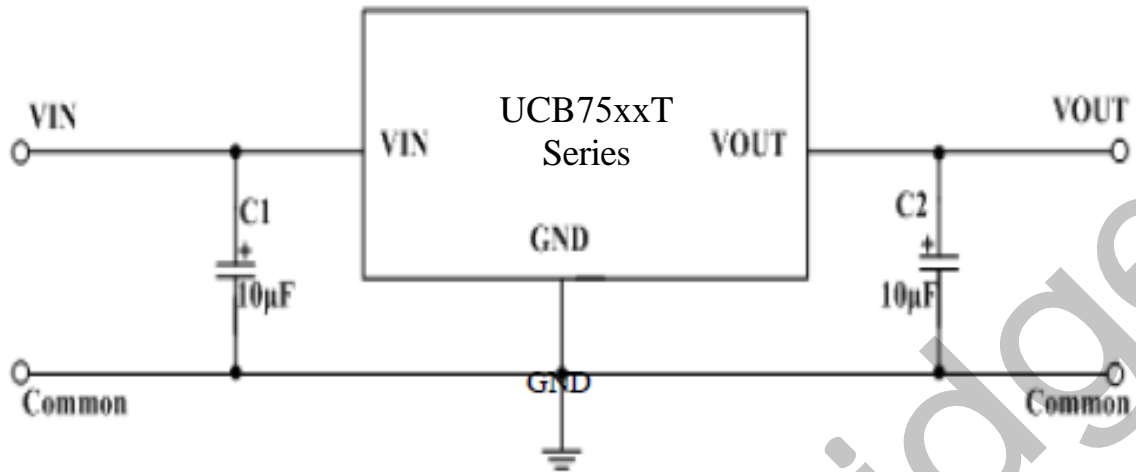 VIN
VOUT
UCB75xxT
Series
VIN
VOUT
C1
C2
GND
+
+
10μF
10μF
GND
Common
Common